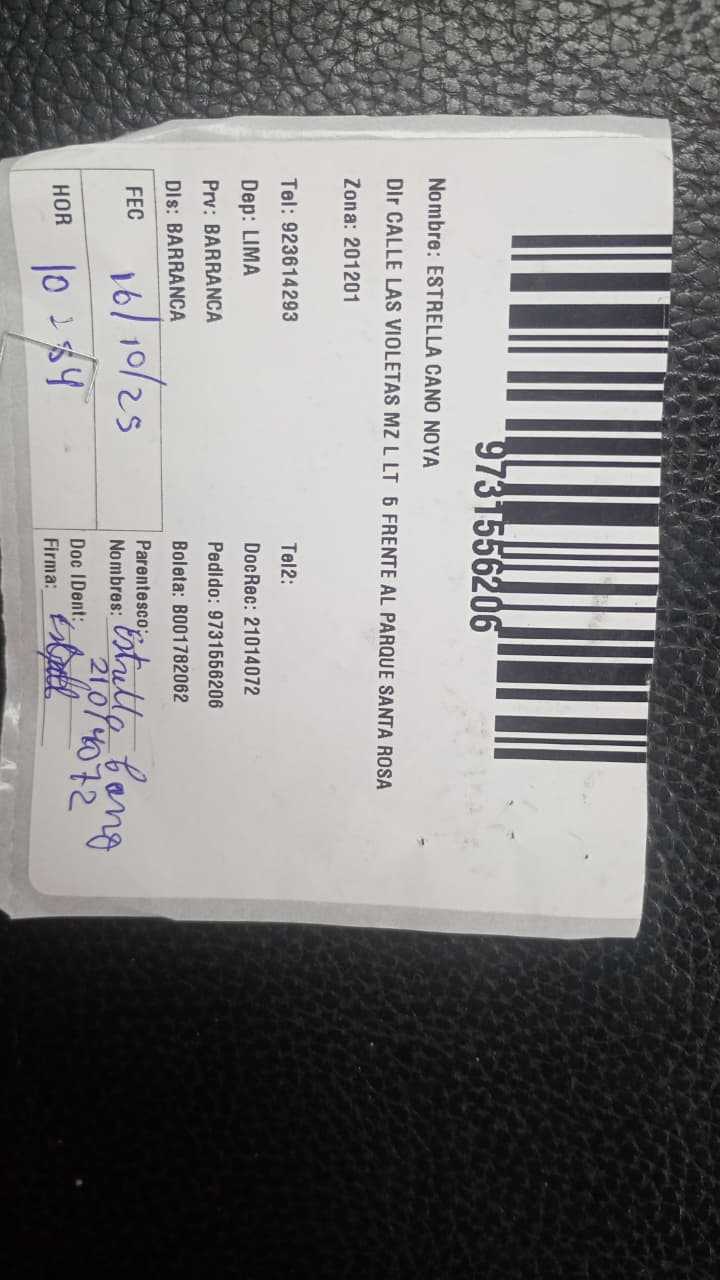 9731556206
Nombre: ESTRELLA CANO NOYA
Dir CALLE LAS VIOLETAS MZ L LT 5 FRENTE AL PARQUE SANTA ROSA
Zona: 201201
Tel: 923614293 Tel2:
Dep: LIMA DocRec: 21014072
Prv: BARRANCA Pedido: 9731556206
Dis: BARRANCA Boleta: B001782062
FEC 16/10/25 Parentesco:
Nombres: Estrella Cano
HOR 10:54 Doc IDent: 21014072
Firma: